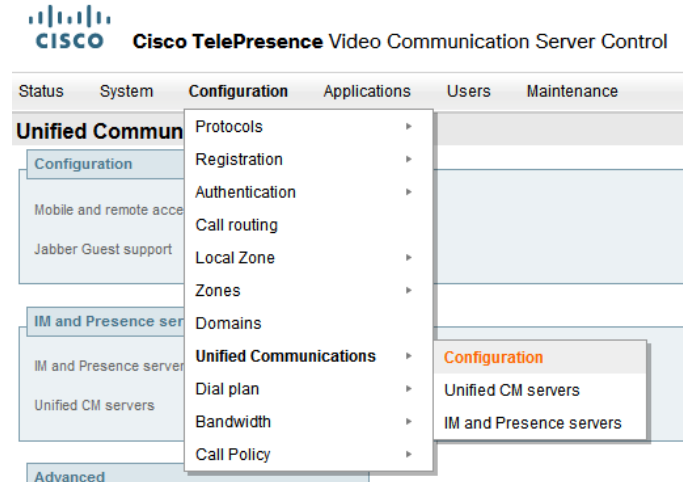 CISCO Cisco TelePresence Video Communication Server Control
Status System Configuration Applications Users Maintenance
Unified Commun
Configuration
Mobile and remote acce
Jabber Guest support
IM and Presence ser
IM and Presence server
Unified CM servers
Advanced
Protocols
Registration
Authentication
Call routing
Local Zone
Zones
Domains
Unified Communications
Dial plan
Bandwidth
Call Policy
Configuration
Unified CM servers
IM and Presence servers